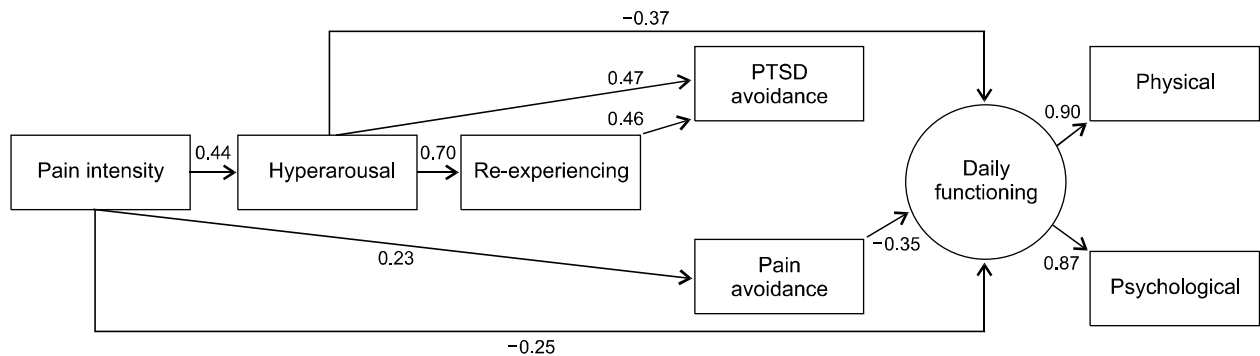 −0.37
PTSD
avoidance
Physical
0.47
0.46
0.90
Pain intensity
0.44
Hyperarousal
0.70
Re-experiencing
Daily
functioning
0.23
Pain
avoidance
−0.35
0.87
Psychological
−0.25